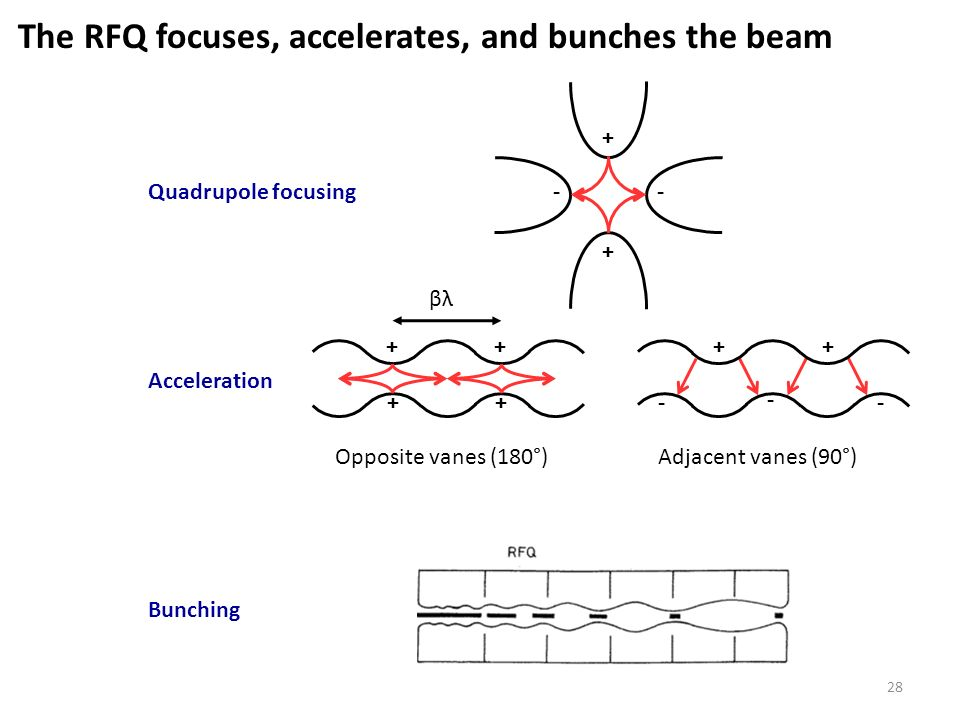 The RFQ focuses, accelerates, and bunches the beam
+
Quadrupole focusing
- -
+
βλ
+ + + +
Acceleration
+ + - - -
Opposite vanes (180°) Adjacent vanes (90°)
RFQ
Bunching
28